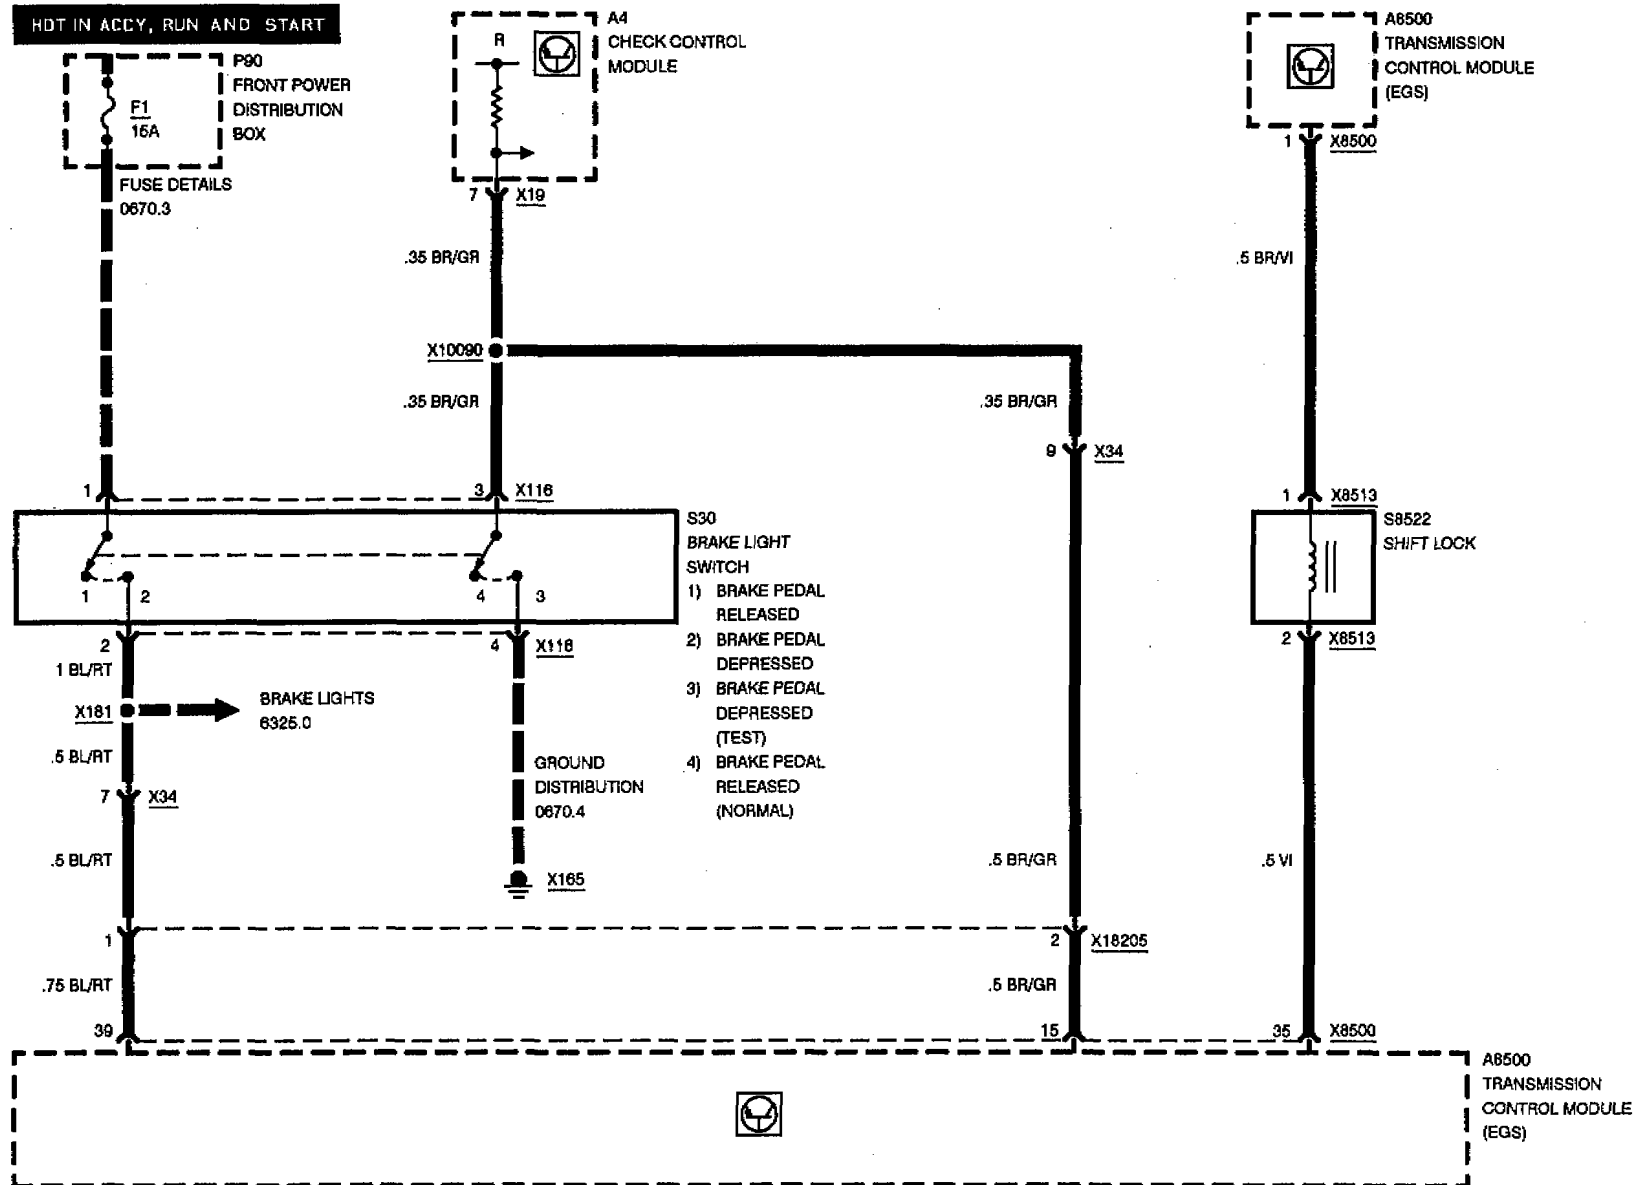 HOT IN ACCY, RUN AND START
P90
FRONT POWER
DISTRIBUTION
BOX
F1
15A
FUSE DETAILS
0670.3
A4
CHECK CONTROL
MODULE
R
7
X19
.35 BR/GR
X10090
.35 BR/GR
.35 BR/GR
9
X34
A8500
TRANSMISSION
CONTROL MODULE
(EGS)
1
X8500
.5 BR/VI
1
3
X116
1
X8513
S30
BRAKE LIGHT
SWITCH
1) BRAKE PEDAL
RELEASED
2) BRAKE PEDAL
DEPRESSED
3) BRAKE PEDAL
DEPRESSED
(TEST)
4) BRAKE PEDAL
RELEASED
(NORMAL)
1
2
4
3
S8522
SHIFT LOCK
2
4
X116
2
X8513
1 BL/RT
X181
BRAKE LIGHTS
6325.0
.5 BL/RT
7
X34
GROUND
DISTRIBUTION
0670.4
.5 BL/RT
X165
.5 BR/GR
.5 VI
1
2
X18205
.75 BL/RT
.5 BR/GR
39
15
35
X8500
A8500
TRANSMISSION
CONTROL MODULE
(EGS)